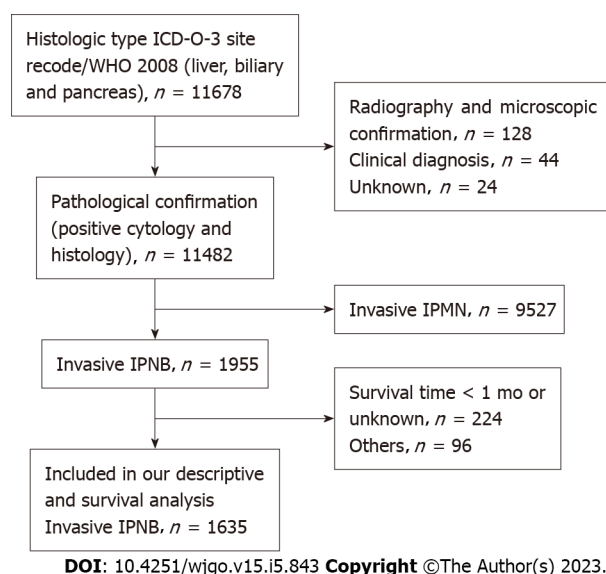 Histologic type ICD-O-3 site
recode/WHO 2008 (liver, biliary
and pancreas), n = 11678
Radiography and microscopic
confirmation, n = 128
Clinical diagnosis, n = 44
Unknown, n = 24
Pathological confirmation
(positive cytology and
histology), n = 11482
Invasive IPMN, n = 9527
Invasive IPNB, n = 1955
Survival time < 1 mo or
unknown, n = 224
Others, n = 96
Included in our descriptive
and survival analysis
Invasive IPNB, n = 1635
DOI: 10.4251/wjgo.v15.i5.843 Copyright ©The Author(s) 2023.